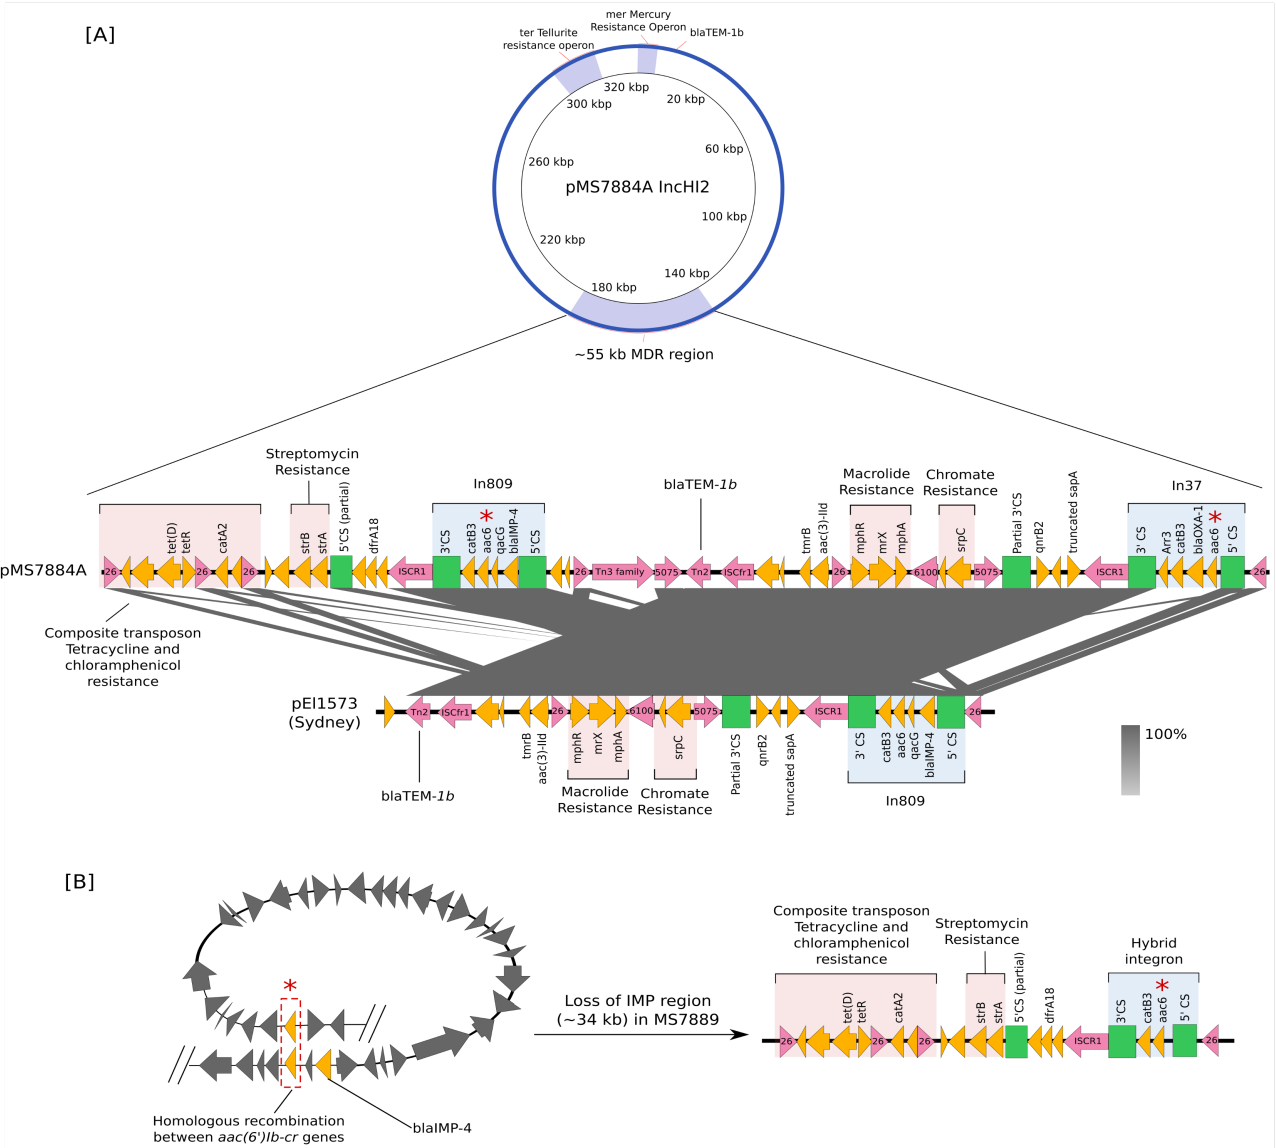 [A]
mer Mercury
Resistance Operon
ter Tellurite
resistance operon
blaTEM-1b
320 kbp
20 kbp
300 kbp
60 kbp
260 kbp
pMS7884A IncHI2
100 kbp
220 kbp
140 kbp
180 kbp
~55 kb MDR region
Streptomycin
Resistance
In809
blaTEM-1b
Macrolide
Resistance
Chromate
Resistance
In37
tet(D)
tetR
catA2
strB
strA
5'CS (partial)
dfrA18
3'CS
catB3
aac6
*
qacG
blaIMP-4
5'CS
tmrB
aac(3)-IId
mphR
mrX
mphA
srpC
Partial 3'CS
qnrB2
truncated sapA
3' CS
Arr3
catB3
blaOXA-1
aac6
*
5' CS
pMS7884A
26
26
26
ISCR1
26
Tn3 family
5075
Tn2
ISCfr1
26
6100
5075
ISCR1
26
Composite transposon
Tetracycline and
chloramphenicol
resistance
pEI1573
(Sydney)
Tn2
ISCfr1
26
6100
5075
ISCR1
26
blaTEM-1b
tmrB
aac(3)-IId
mphR
mrX
mphA
srpC
Partial 3'CS
qnrB2
truncated sapA
3' CS
catB3
aac6
qacG
blaIMP-4
5' CS
Macrolide
Resistance
Chromate
Resistance
In809
100%
[B]
*
Homologous recombination
between aac(6')Ib-cr genes
blaIMP-4
Loss of IMP region
(~34 kb) in MS7889
Composite transposon
Tetracycline and
chloramphenicol
resistance
Streptomycin
Resistance
Hybrid
integron
tet(D)
tetR
catA2
strB
strA
5'CS (partial)
dfrA18
3'CS
catB3
aac6
*
5' CS
26
26
26
ISCR1
26